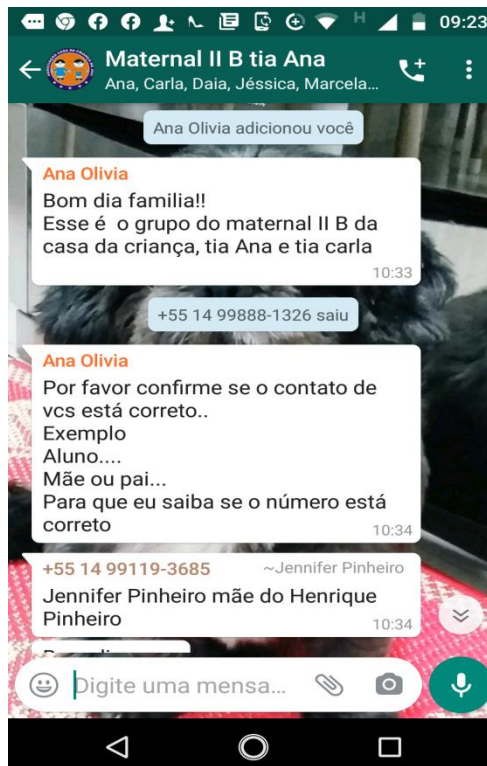 09:23
Maternal II B tia Ana
Ana, Carla, Daia, Jéssica, Marcela...
Ana Olivia adicionou você
Ana Olivia
Bom dia familia!!
Esse é o grupo do maternal II B da
casa da criança, tia Ana e tia carla
10:33
+55 14 99888-1326 saiu
Ana Olivia
Por favor confirme se o contato de
vcs está correto..
Exemplo
Aluno....
Mãe ou pai...
Para que eu saiba se o número está
correto
10:34
+55 14 99119-3685 ~Jennifer Pinheiro
Jennifer Pinheiro mãe do Henrique
Pinheiro
10:34
Digite uma mensa...